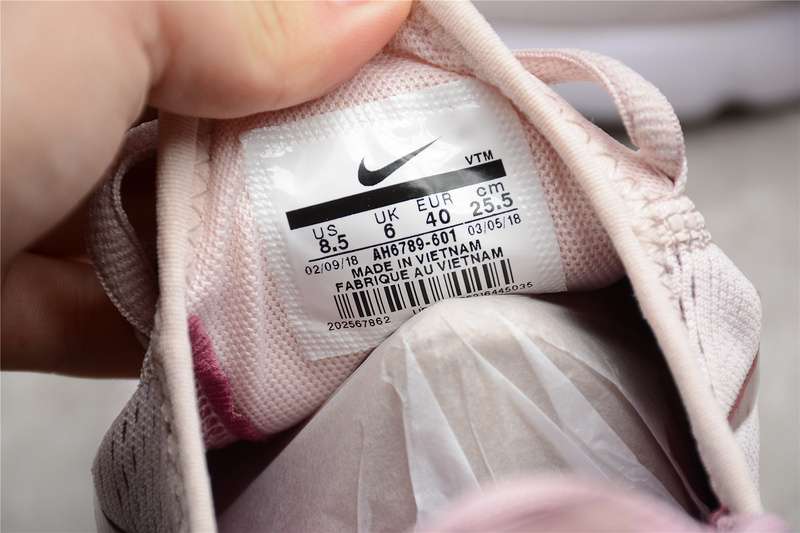 VTM
US UK EUR cm
8.5 6 40 25.5
02/09/18 AH6789-601 03/05/18
MADE IN VIETNAM
FABRIQUE AU VIETNAM
202567862